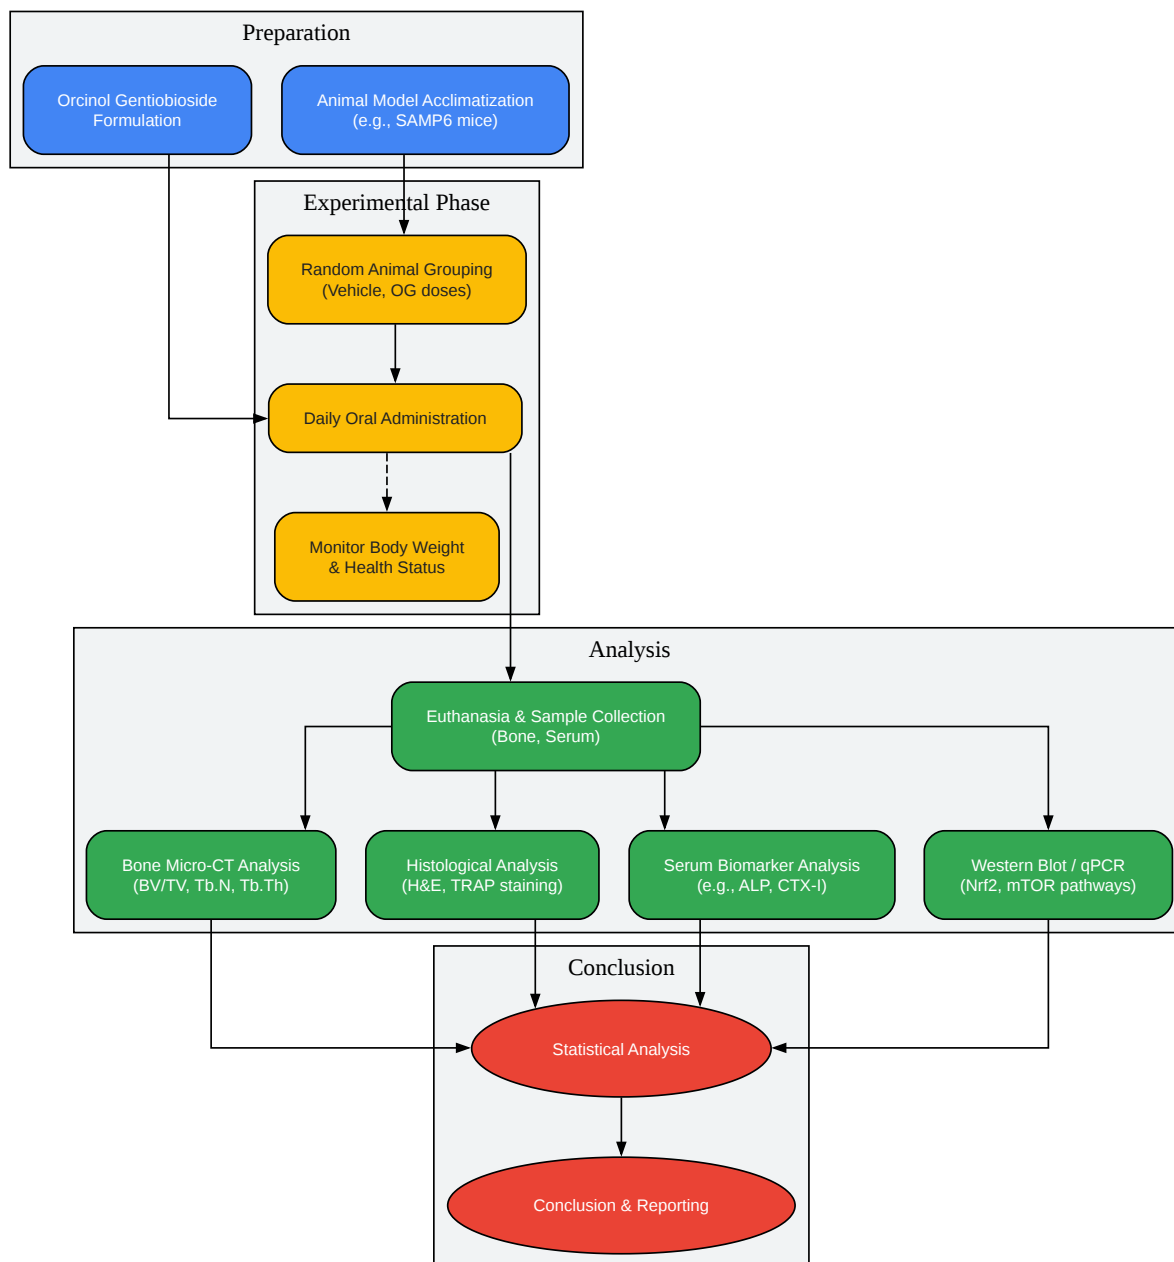 Preparation
Orcinol Gentiobioside
Formulation
Animal Model Acclimatization
(e.g., SAMP6 mice)
Experimental Phase
Random Animal Grouping
(Vehicle, OG doses)
Daily Oral Administration
Monitor Body Weight
& Health Status
Analysis
Euthanasia & Sample Collection
(Bone, Serum)
Bone Micro-CT Analysis
(BV/TV, Tb.N, Tb.Th)
Histological Analysis
(H&E, TRAP staining)
Serum Biomarker Analysis
(e.g., ALP, CTX-I)
Western Blot / qPCR
(Nrf2, mTOR pathways)
Conclusion
Statistical Analysis
Conclusion & Reporting